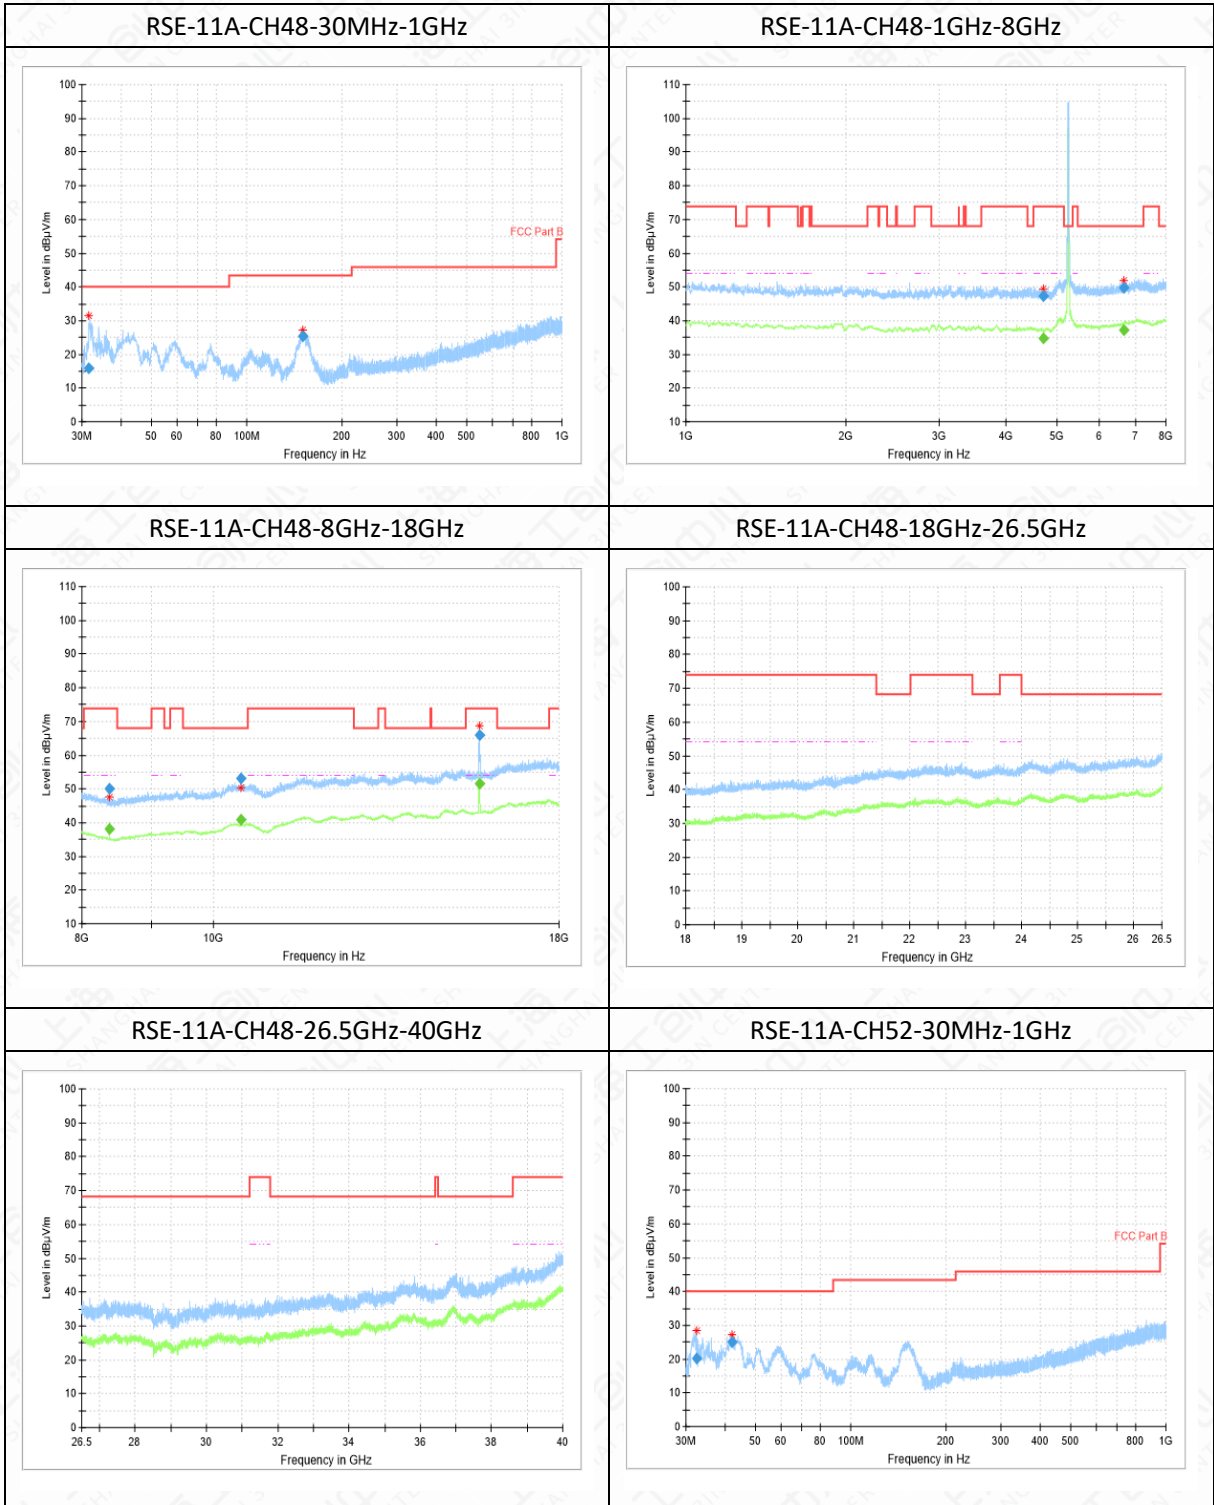 RSE-11A-CH48-30MHz-1GHz
RSE-11A-CH48-1GHz-8GHz
Level in dBµV/m
100
90
80
70
60
50
40
30
20
10
0
FCC Part B
30M 50 60 80 100M 200 300 400 500 800 1G
Frequency in Hz
Level in dBµV/m
110
100
90
80
70
60
50
40
30
20
10
1G 2G 3G 4G 5G 6 7 8G
Frequency in Hz
RSE-11A-CH48-8GHz-18GHz
RSE-11A-CH48-18GHz-26.5GHz
Level in dBµV/m
110
100
90
80
70
60
50
40
30
20
10
8G 10G 18G
Frequency in Hz
Level in dBµV/m
100
90
80
70
60
50
40
30
20
10
0
18 19 20 21 22 23 24 25 26 26.5
Frequency in GHz
RSE-11A-CH48-26.5GHz-40GHz
RSE-11A-CH52-30MHz-1GHz
Level in dBµV/m
100
90
80
70
60
50
40
30
20
10
0
26.5 28 30 32 34 36 38 40
Frequency in GHz
Level in dBµV/m
100
90
80
70
60
50
40
30
20
10
0
FCC Part B
30M 50 60 80 100M 200 300 400 500 800 1G
Frequency in Hz